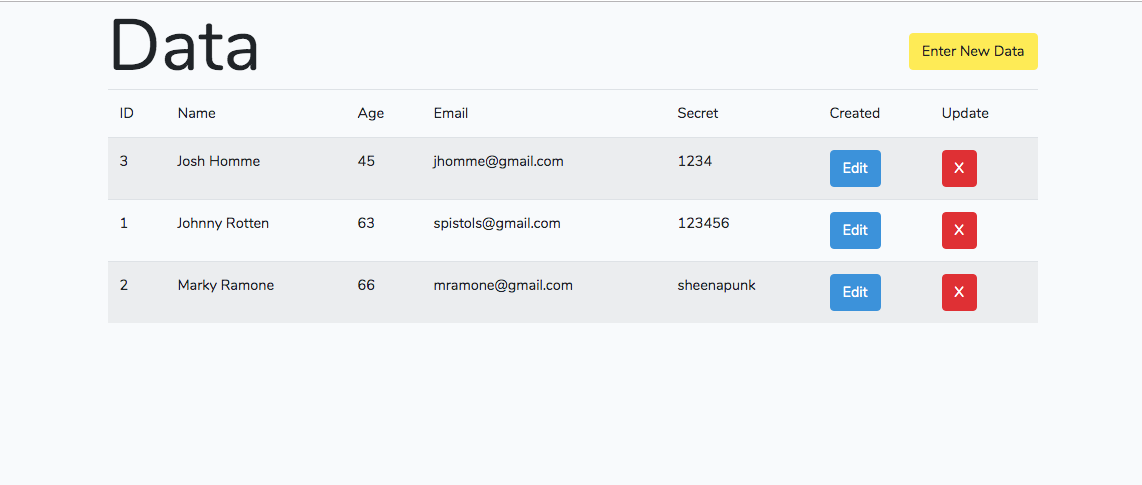 Data
Enter New Data
ID Name Age Email Secret Created Update
3 Josh Homme 45 jhomme@gmail.com 1234 Edit X
1 Johnny Rotten 63 spistols@gmail.com 123456 Edit X
2 Marky Ramone 66 mramone@gmail.com sheenapunk Edit X